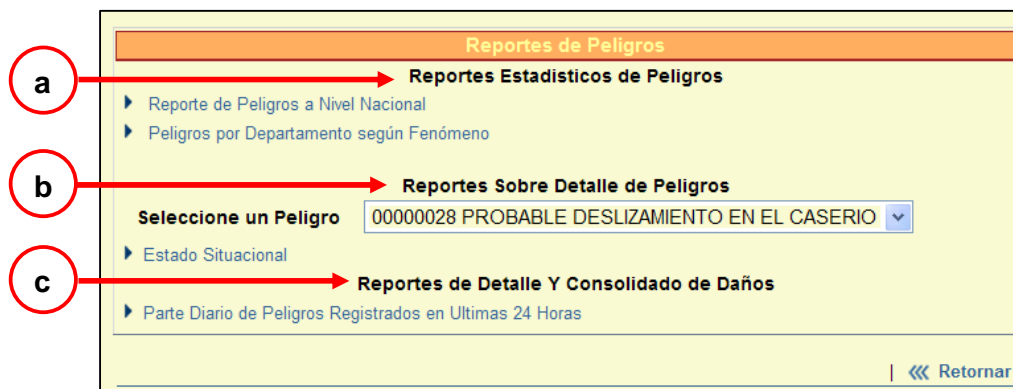 Reportes de Peligros
a
Reportes Estadisticos de Peligros
Reporte de Peligros a Nivel Nacional
Peligros por Departamento según Fenómeno
b
Reportes Sobre Detalle de Peligros
Seleccione un Peligro 00000028 PROBABLE DESLIZAMIENTO EN EL CASERIO
Estado Situacional
c
Reportes de Detalle Y Consolidado de Daños
Parte Diario de Peligros Registrados en Ultimas 24 Horas
| Retornar